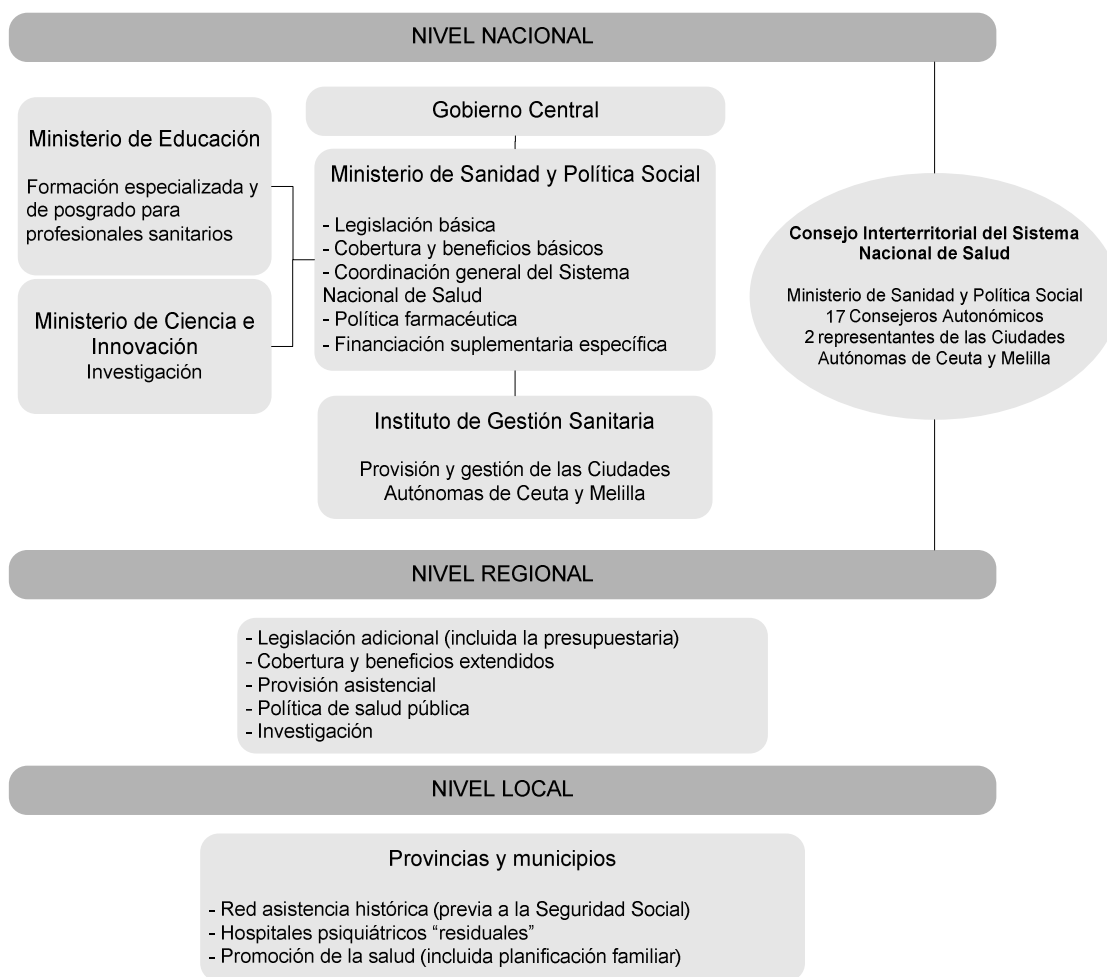 NIVEL NACIONAL
Ministerio de Educación
Formación especializada y
de posgrado para
profesionales sanitarios
Ministerio de Ciencia e
Innovación
Investigación
Gobierno Central
Ministerio de Sanidad y Política Social
- Legislación básica
- Cobertura y beneficios básicos
- Coordinación general del Sistema
Nacional de Salud
- Política farmacéutica
- Financiación suplementaria específica
Instituto de Gestión Sanitaria
Provisión y gestión de las Ciudades
Autónomas de Ceuta y Melilla
Consejo Interterritorial del Sistema
Nacional de Salud
Ministerio de Sanidad y Política Social
17 Consejeros Autonómicos
2 representantes de las Ciudades
Autónomas de Ceuta y Melilla
NIVEL REGIONAL
- Legislación adicional (incluida la presupuestaria)
- Cobertura y beneficios extendidos
- Provisión asistencial
- Política de salud pública
- Investigación
NIVEL LOCAL
Provincias y municipios
- Red asistencia histórica (previa a la Seguridad Social)
- Hospitales psiquiátricos “residuales”
- Promoción de la salud (incluida planificación familiar)